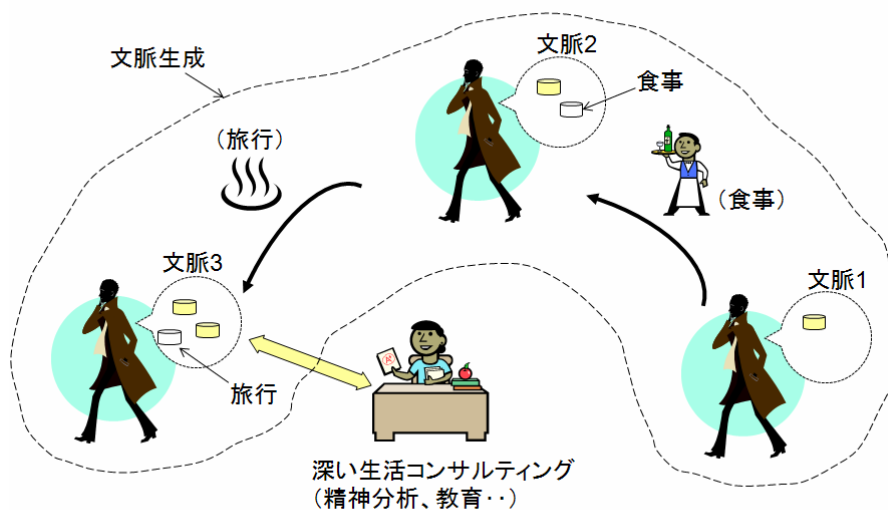 文脈2
文脈生成
食事
(旅行)
(食事)
文脈3
文脈1
旅行
深い生活コンサルティング
(精神分析、教育‥)